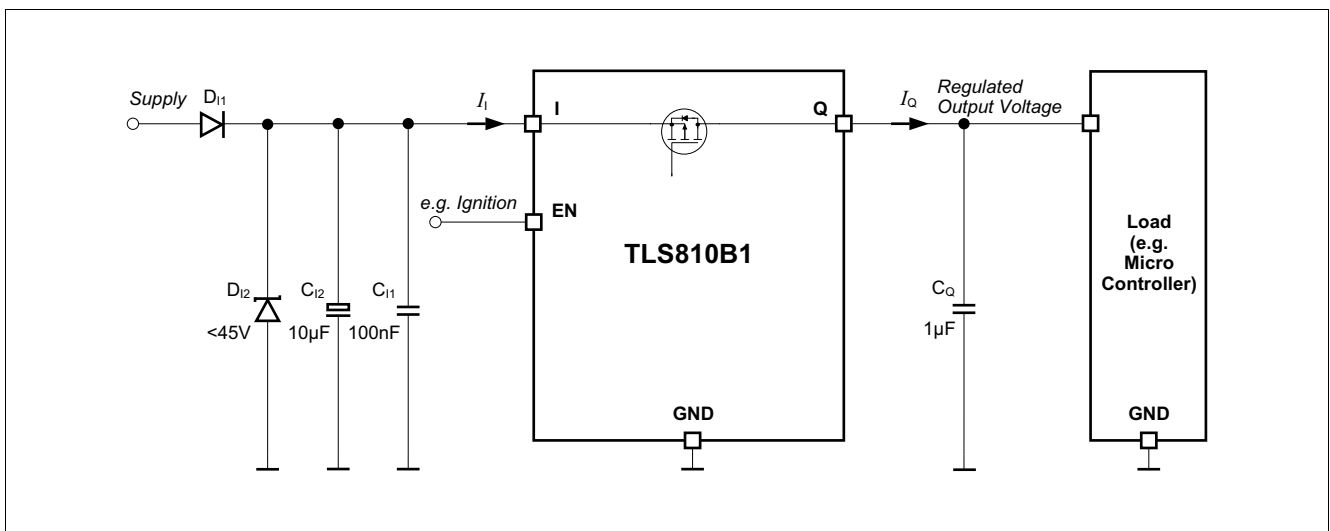 Supply
D_I1
I_I
I
Q
I_Q
Regulated
Output Voltage
e.g. Ignition
EN
TLS810B1
Load
(e.g.
Micro
Controller)
D_I2
<45V
C_I2
10µF
C_I1
100nF
C_Q
1µF
GND
GND